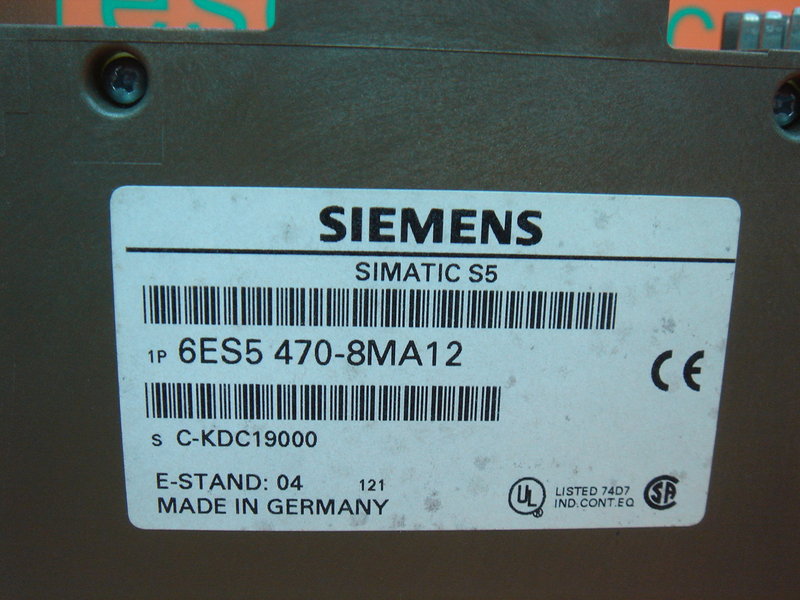 SIEMENS
SIMATIC S5
1P 6ES5 470-8MA12
CE
S C-KDC19000
E-STAND: 04 121
MADE IN GERMANY
UL LISTED 74D7
IND.CONT.EQ
SA